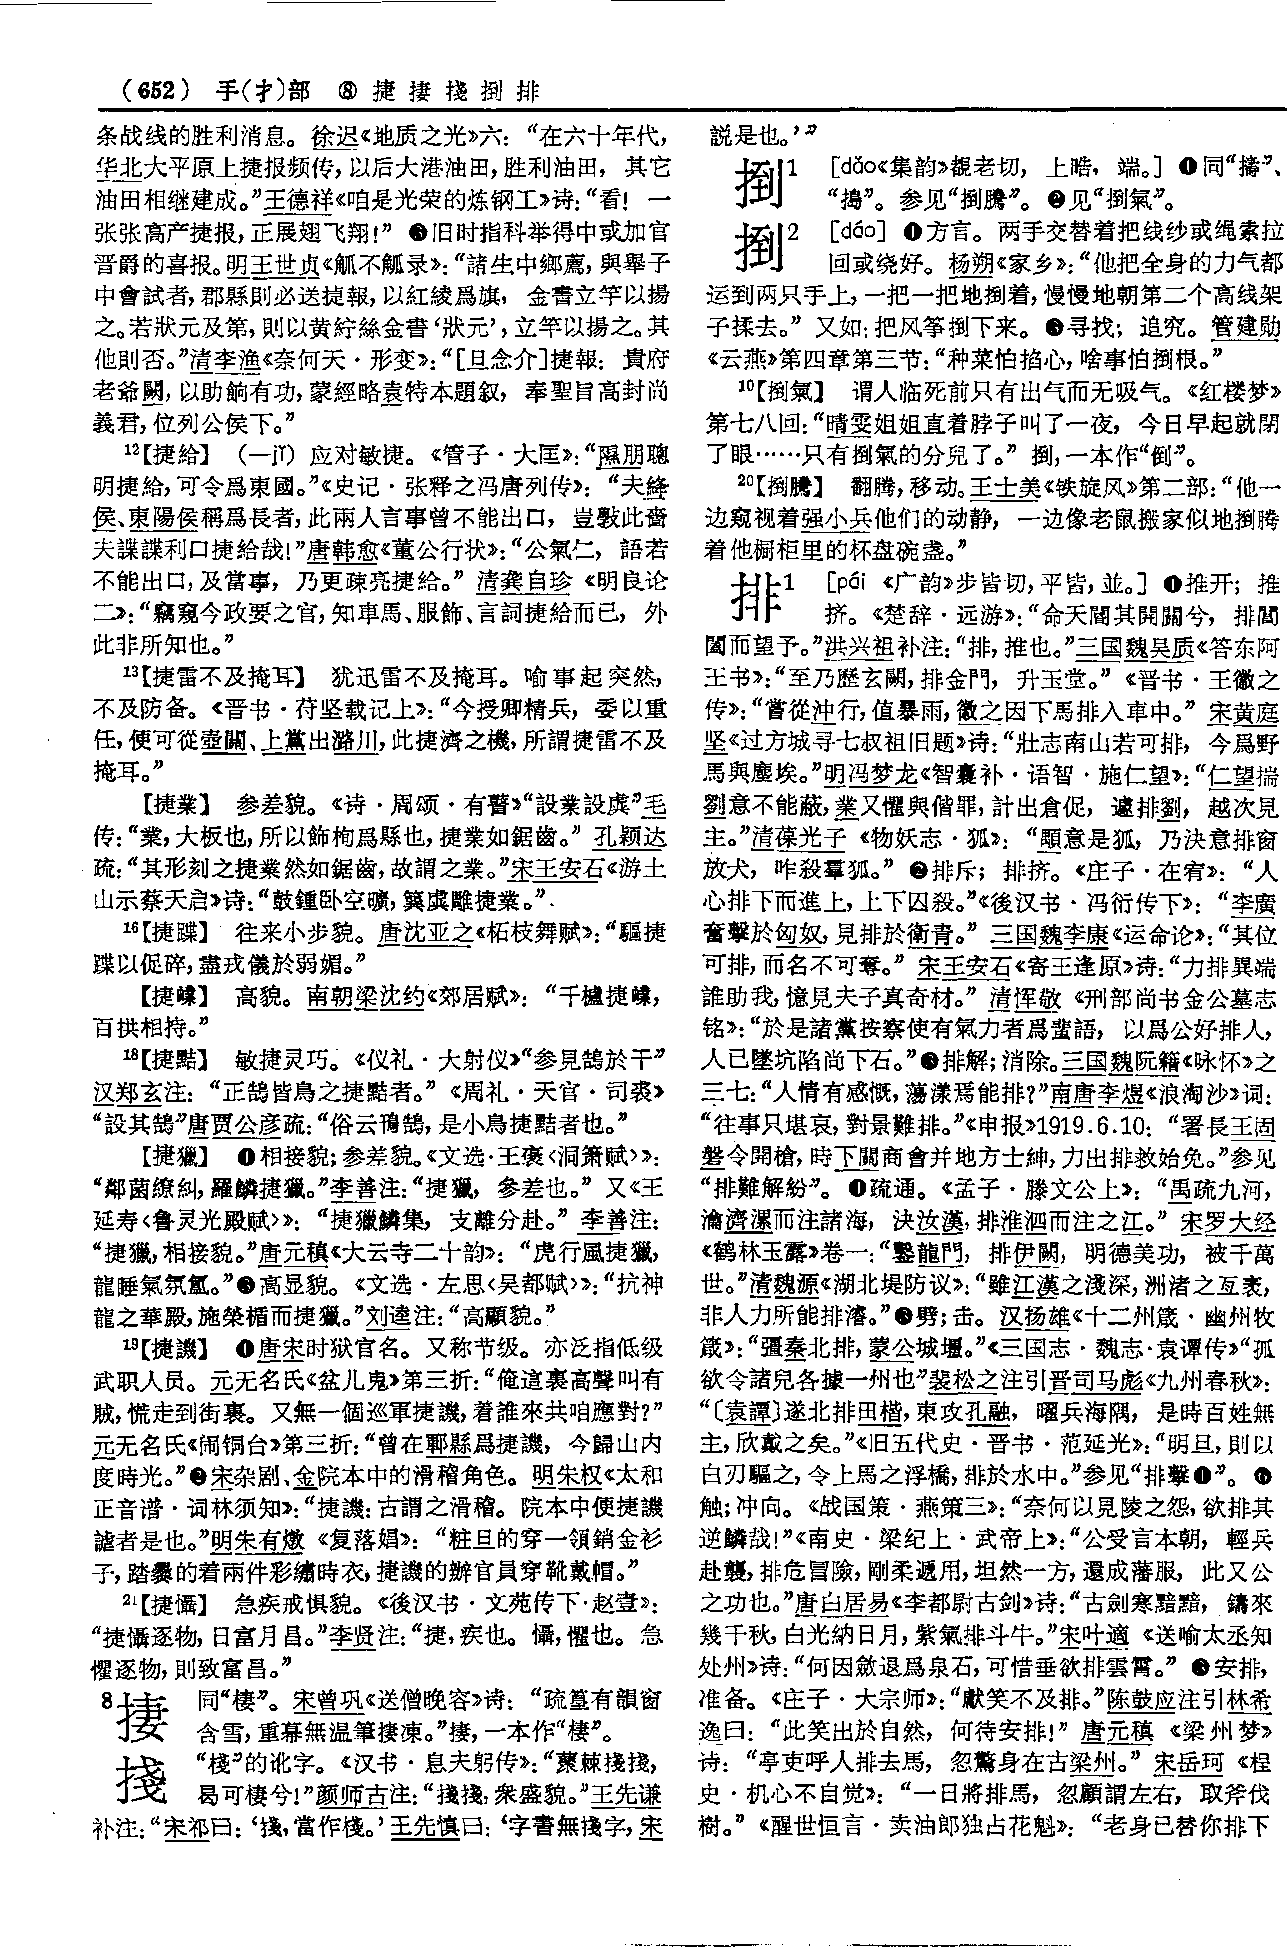 （652） 手(扌)部 ⑧ 捷捿揘捯排
条战线的胜利消息。徐迟《地质之光》六：“在六十年代，
华北大平原上捷报频传，以后大港油田，胜利油田，其它
油田相继建成。”王德祥《咱是光荣的炼钢工》诗：“看！一
张张高产捷报，正展翅飞翔！” ❸旧时指科举得中或加官
晋爵的喜报。明王世贞《觚不觚录》：“諸生中鄉薦，與舉子
中會試者，郡縣則必送捷報，以紅綾爲旗，金書立竿以揚
之。若狀元及第，則以黄紵絲金書‘狀元’，立竿以揚之。其
他則否。”清李渔《奈何天·形变》：“[旦念介]捷報：貴府
老爺闕，以助餉有功，蒙經略袁特本題叙，奉聖旨高封尚
義君，位列公侯下。”
12【捷給】（—jǐ）应对敏捷。《管子·大匡》：“隰朋聰
明捷給，可令爲東國。”《史记·张释之冯唐列传》：“夫絳
侯、東陽侯稱爲長者，此兩人言事曾不能出口，豈斅此嗇
夫諜諜利口捷給哉！”唐韩愈《董公行状》：“公氣仁，語若
不能出口，及當事，乃更疎亮捷給。”清龚自珍《明良论
二》：“竊窺今政要之官，知車馬、服飾、言詞捷給而已，外
此非所知也。”
13【捷雷不及掩耳】 犹迅雷不及掩耳。喻事起突然，
不及防备。《晋书·苻坚载记上》：“今授卿精兵，委以重
任，便可從壺關、上黨出潞川，此捷濟之機，所謂捷雷不及
掩耳。”
【捷業】 参差貌。《诗·周颂·有瞽》“設業設虡”毛
传：“業，大板也，所以飾栒爲縣也，捷業如鋸齒。”孔颖达
疏：“其形刻之捷業然如鋸齒，故謂之業。”宋王安石《游土
山示蔡天启》诗：“鼓鍾卧空曠，簨虡雕捷業。”
16【捷蹀】 往来小步貌。唐沈亚之《柘枝舞赋》：“驅捷
蹀以促碎，盡戎儀於弱媚。”
【捷嶫】 高貌。南朝梁沈约《郊居赋》：“千櫨捷嶫，
百拱相持。”
18【捷黠】 敏捷灵巧。《仪礼·大射仪》“参見鵠於干”
汉郑玄注：“正鵠皆鳥之捷黠者。”《周礼·天官·司裘》
“設其鵠”唐贾公彦疏：“俗云鳱鵠，是小鳥捷黠者也。”
【捷獵】 ❶相接貌；参差貌。《文选·王褒〈洞箫赋〉》：
“鄰菌繚糾，羅鱗捷獵。”李善注：“捷獵，參差也。”又《王
延寿〈鲁灵光殿赋〉》：“捷獵鱗集，支離分赴。”李善注：
“捷獵，相接貌。”唐元稹《大云寺二十韵》：“虎行風捷獵，
龍睡氣氛氲。”❷高显貌。《文选·左思〈吴都赋〉》：“抗神
龍之華殿，施榮楯而捷獵。”刘逵注：“高顯貌。”
19【捷譏】 ❶唐宋时狱官名。又称节级。亦泛指低级
武职人员。元无名氏《盆儿鬼》第三折：“俺這裏高聲叫有
賊，慌走到街裏。又無一個巡軍捷譏，着誰來共咱應對？”
元无名氏《闹铜台》第三折：“曾在鄆縣爲捷譏，今歸山内
度時光。”❷宋杂剧、金院本中的滑稽角色。明朱权《太和
正音谱·词林须知》：“捷譏：古謂之滑稽。院本中便捷譏
謔者是也。”明朱有燉《复落娼》：“粧旦的穿一領銷金衫
子，踏爨的着兩件彩繡時衣，捷譏的辦官員穿靴戴帽。”
21【捷懾】 急疾戒惧貌。《後汉书·文苑传下·赵壹》：
“捷懾逐物，日富月昌。”李贤注：“捷，疾也。懾，懼也。急
懼逐物，則致富昌。”
8捿 同“棲”。宋曾巩《送僧晚容》诗：“疏篁有韻窗
含雪，重幕無温筆捿凍。”捿，一本作“棲”。
揘 “棧”的讹字。《汉书·息夫躬传》：“藂棘揘揘，
曷可棲兮！”颜师古注：“揘揘，衆盛貌。”王先谦
补注：“宋祁曰：‘揘，當作棧。’王先慎曰：‘字書無揘字，宋
説是也。’”
捯1 [dǎo《集韵》覩老切，上晧，端。] ❶同“擣”、
“搗”。参见“捯騰”。❷见“捯氣”。
捯2 [dáo] ❶方言。两手交替着把线纱或绳索拉
回或绕好。杨朔《家乡》：“他把全身的力气都
运到两只手上，一把一把地捯着，慢慢地朝第二个高线架
子揉去。”又如：把风筝捯下来。❷寻找；追究。管建勋
《云燕》第四章第三节：“种菜怕掐心，啥事怕捯根。”
10【捯氣】 谓人临死前只有出气而无吸气。《红楼梦》
第七八回：“晴雯姐姐直着脖子叫了一夜，今日早起就閉
了眼……只有捯氣的分兒了。”捯，一本作“倒”。
20【捯騰】 翻腾，移动。王士美《铁旋风》第二部：“他一
边窥视着强小兵他们的动静，一边像老鼠搬家似地捯腾
着他橱柜里的杯盘碗盏。”
排1 [pái 《广韵》步皆切，平皆，並。] ❶推开；推
挤。《楚辞·远游》：“命天閽其開關兮，排閶
闔而望予。”洪兴祖补注：“排，推也。”三国魏吴质《答东阿
王书》：“至乃歷玄闕，排金門，升玉堂。”《晋书·王徽之
传》：“嘗從沖行，值暴雨，徽之因下馬排入車中。”宋黄庭
坚《过方城寻七叔祖旧题》诗：“壯志南山若可排，今爲野
馬與塵埃。”明冯梦龙《智囊补·语智·施仁望》：“仁望揣
劉意不能蔽，業又懼與偕罪，計出倉促，遽排劉，越次見
主。”清葆光子《物妖志·狐》：“顒意是狐，乃決意排窗
放犬，咋殺羣狐。”❷排斥；排挤。《庄子·在宥》：“人
心排下而進上，上下囚殺。”《後汉书·冯衍传下》：“李廣
奮擊於匈奴，見排於衛青。”三国魏李康《运命论》：“其位
可排，而名不可奪。”宋王安石《寄王逢原》诗：“力排異端
誰助我，憶見夫子真奇材。”清恽敬《刑部尚书金公墓志
铭》：“於是諸黨按察使有氣力者爲蜚語，以爲公好排人，
人已墜坑陷尚下石。”❸排解；消除。三国魏阮籍《咏怀》之
三七：“人情有感慨，蕩漾焉能排？”南唐李煜《浪淘沙》词：
“往事只堪哀，對景難排。”《申报》1919.6.10：“署長王固
磐令開槍，時下關商會并地方士紳，力出排救始免。”参见
“排難解紛”。❹疏通。《孟子·滕文公上》：“禹疏九河，
瀹濟漯而注諸海，決汝漢，排淮泗而注之江。”宋罗大经
《鹤林玉露》卷一：“鑿龍門，排伊闕，明德美功，被千萬
世。”清魏源《湖北堤防议》：“雖江漢之淺深，洲渚之亙袤，
非人力所能排濬。”❺劈；击。汉扬雄《十二州箴·幽州牧
箴》：“彊秦北排，蒙公城壃。”《三国志·魏志·袁谭传》“孤
欲令諸兒各據一州也”裴松之注引晋司马彪《九州春秋》：
“〔袁譚〕遂北排田楷，東攻孔融，曜兵海隅，是時百姓無
主，欣戴之矣。”《旧五代史·晋书·范延光》：“明旦，則以
白刃驅之，令上馬之浮橋，排於水中。”参见“排擊❶”。❻
触；冲向。《战国策·燕策三》：“奈何以見陵之怨，欲排其
逆鱗哉！”《南史·梁纪上·武帝上》：“公受言本朝，輕兵
赴襲，排危冒險，剛柔遞用，坦然一方，還成藩服，此又公
之功也。”唐白居易《李都尉古剑》诗：“古劍寒黯黯，鑄來
幾千秋，白光納日月，紫氣排斗牛。”宋叶適《送喻太丞知
处州》诗：“何因斂退爲泉石，可惜垂欲排雲霄。”❼安排，
准备。《庄子·大宗师》：“獻笑不及排。”陈鼓应注引林希
逸曰：“此笑出於自然，何待安排！”唐元稹《梁州梦》
诗：“亭吏呼人排去馬，忽驚身在古梁州。”宋岳珂《桯
史·机心不自觉》：“一日將排馬，忽顧謂左右，取斧伐
樹。”《醒世恒言·卖油郎独占花魁》：“老身已替你排下